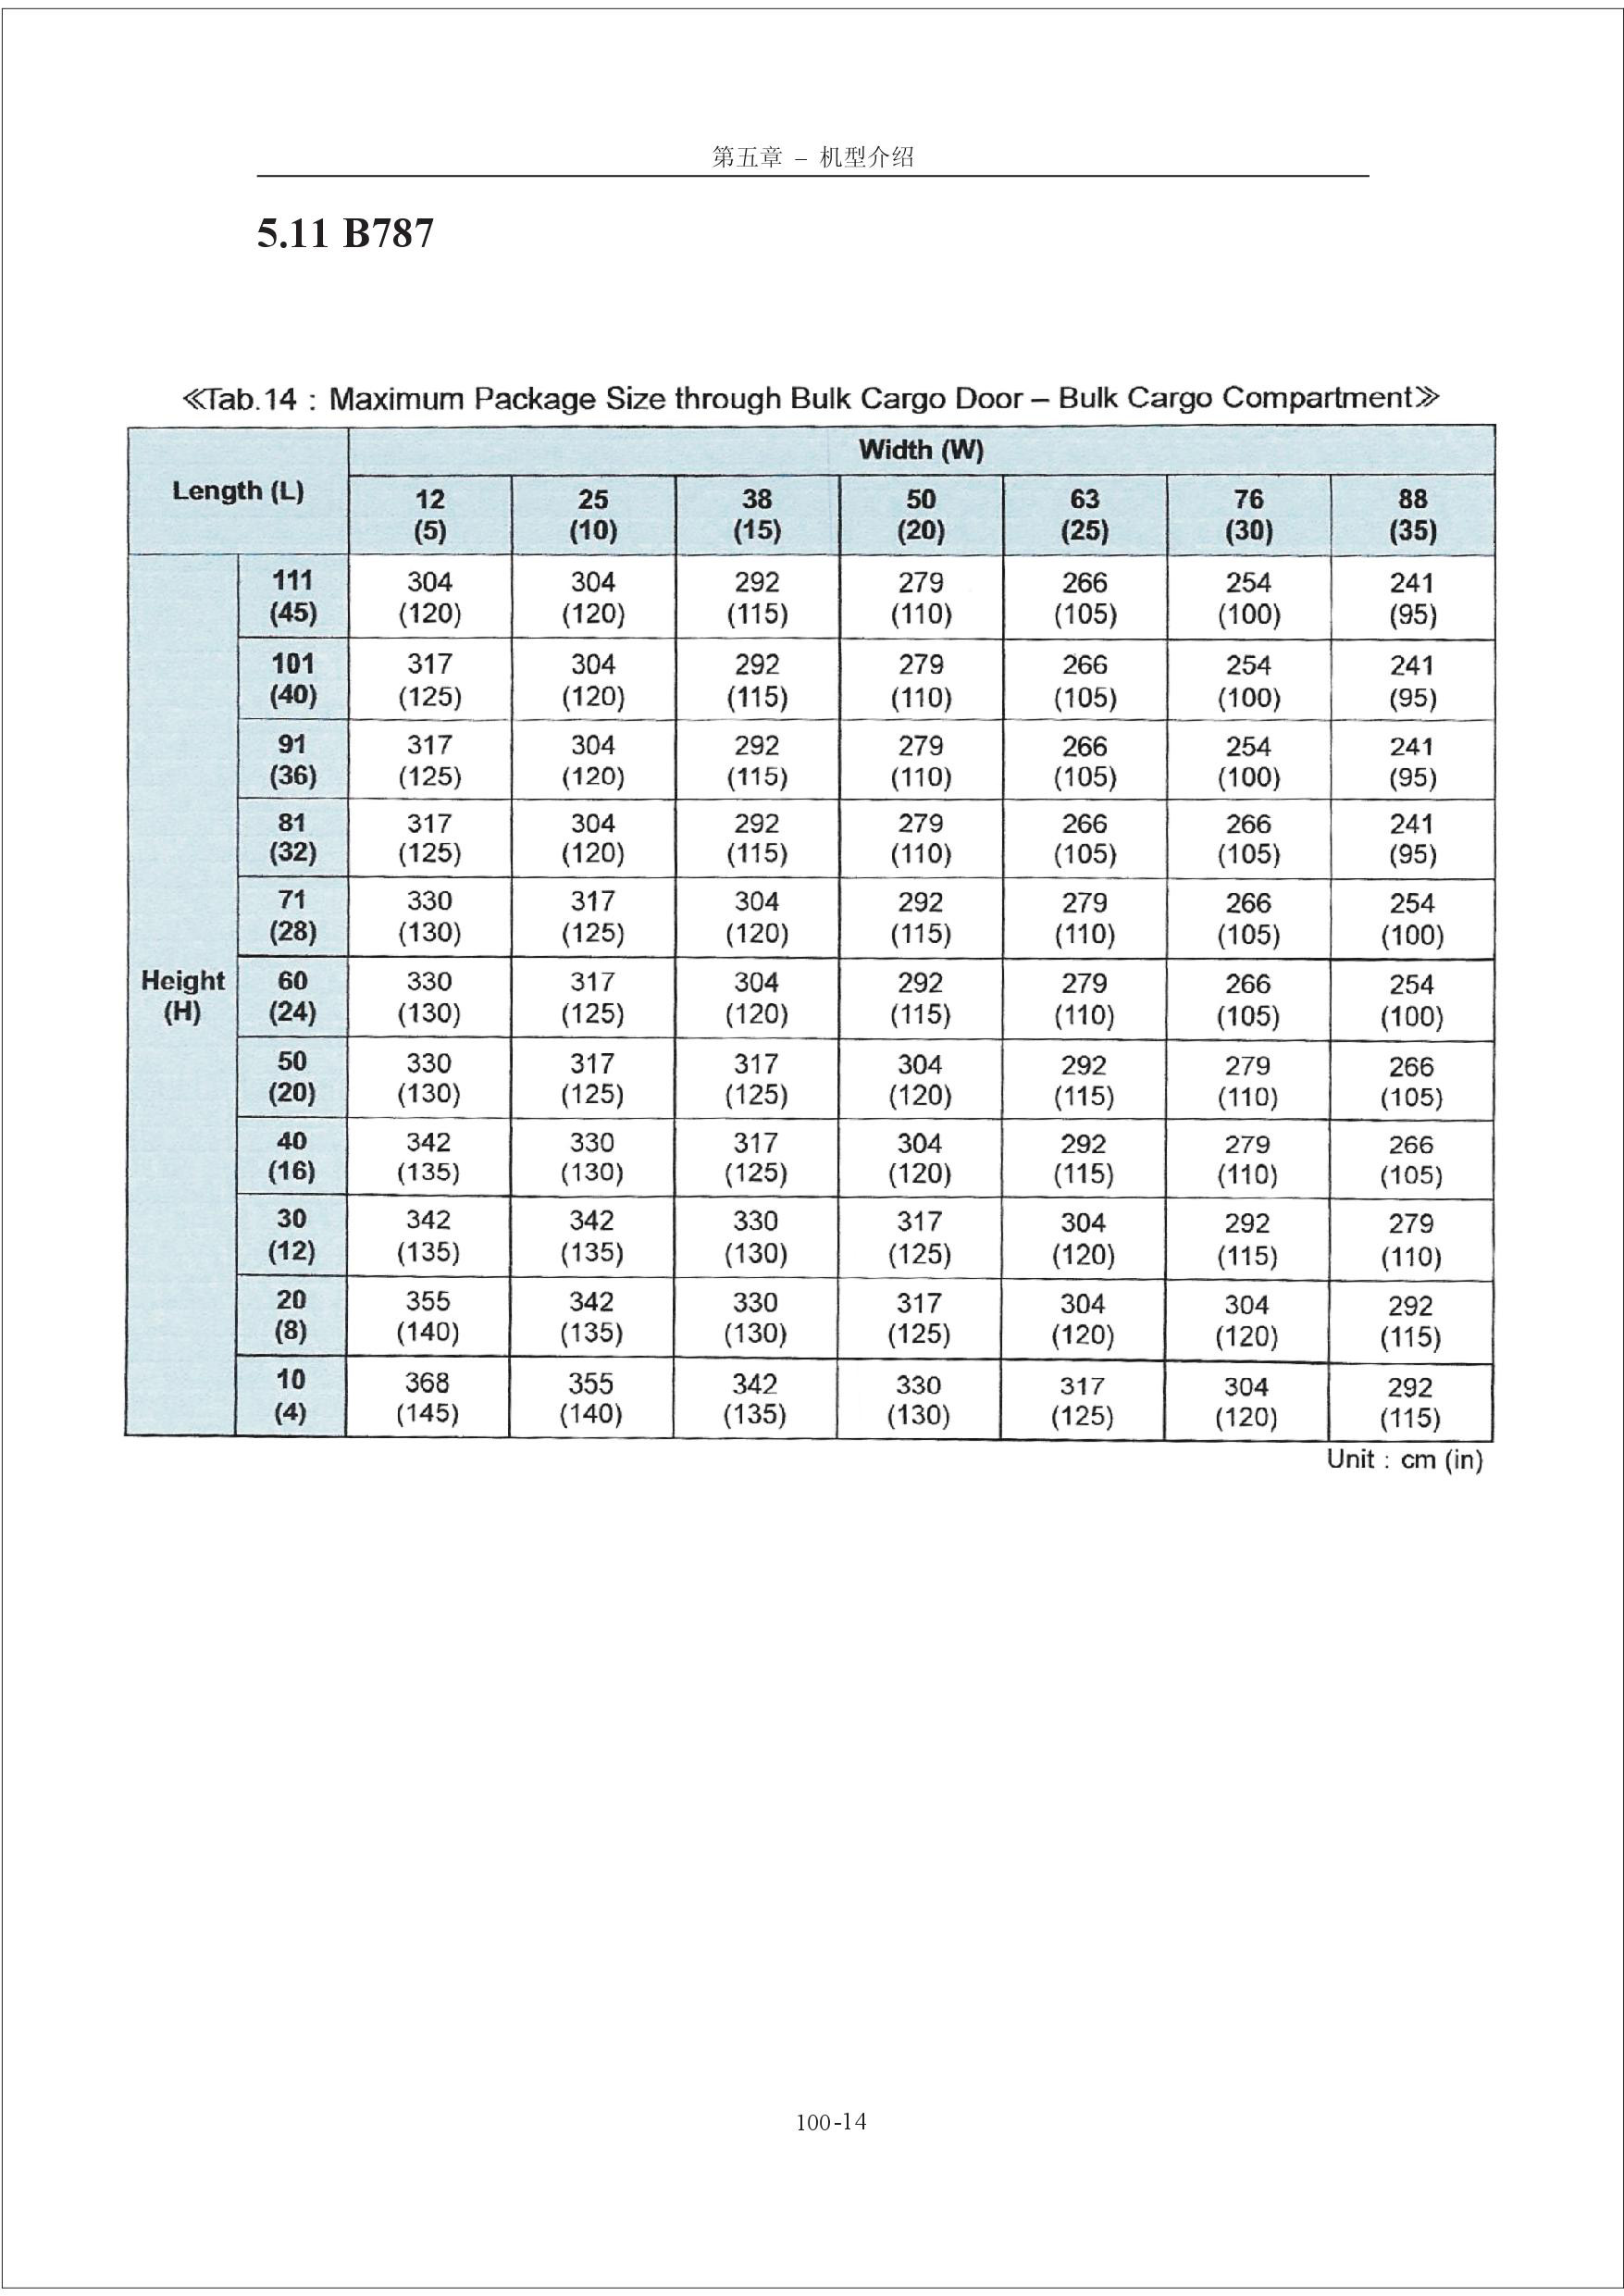 第五章 – 机型介绍
5.11 B787
≪Tab.14 : Maximum Package Size through Bulk Cargo Door – Bulk Cargo Compartment≫
Length (L) Width (W)
12 25 38 50 63 76 88
(5) (10) (15) (20) (25) (30) (35)
111 304 304 292 279 266 254 241
(45) (120) (120) (115) (110) (105) (100) (95)
101 317 304 292 279 266 254 241
(40) (125) (120) (115) (110) (105) (100) (95)
91 317 304 292 279 266 254 241
(36) (125) (120) (115) (110) (105) (100) (95)
81 317 304 292 279 266 266 241
(32) (125) (120) (115) (110) (105) (105) (95)
71 330 317 304 292 279 266 254
(28) (130) (125) (120) (115) (110) (105) (100)
Height 60 330 317 304 292 279 266 254
(H) (24) (130) (125) (120) (115) (110) (105) (100)
50 330 317 317 304 292 279 266
(20) (130) (125) (125) (120) (115) (110) (105)
40 342 330 317 304 292 279 266
(16) (135) (130) (125) (120) (115) (110) (105)
30 342 342 330 317 304 292 279
(12) (135) (135) (130) (125) (120) (115) (110)
20 355 342 330 317 304 304 292
(8) (140) (135) (130) (125) (120) (120) (115)
10 368 355 342 330 317 304 292
(4) (145) (140) (135) (130) (125) (120) (115)
Unit : cm (in)
100-14